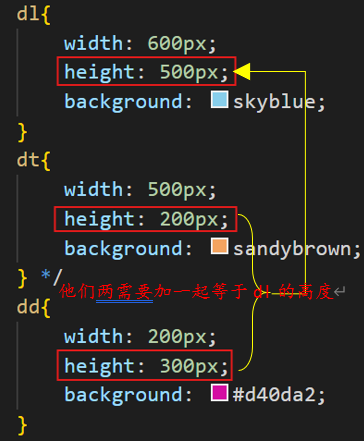 dl{
width: 600px;
height: 500px;
background: skyblue;
}
dt{
width: 500px;
height: 200px;
background: sandybrown;
} */
他们两需要加一起等于 dl 的高度↵
dd{
width: 200px;
height: 300px;
background: #d40da2;
}